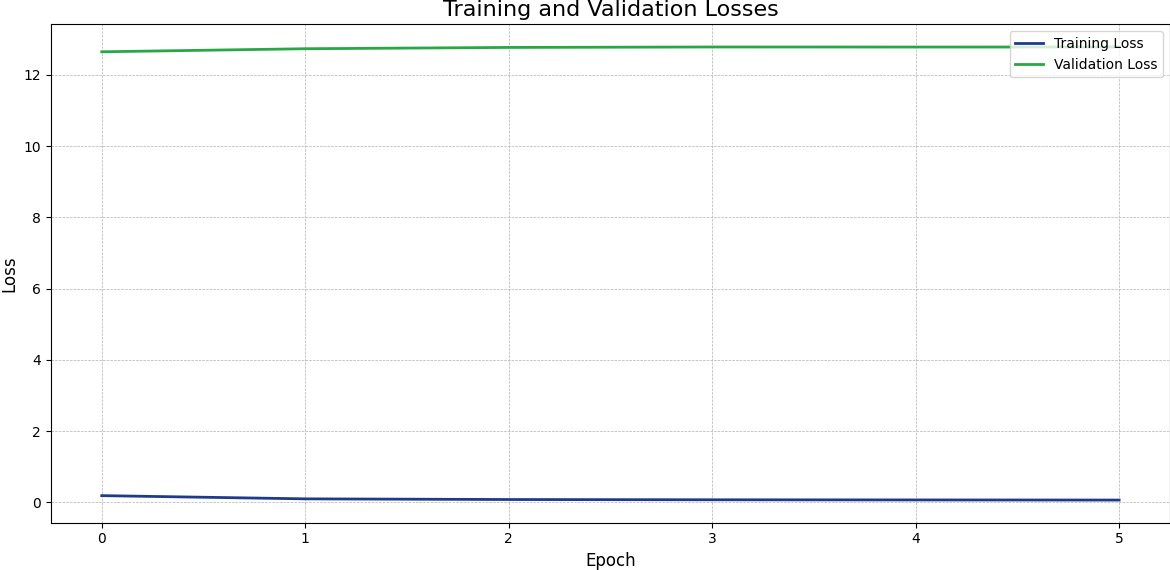 Training and Validation Losses
Training Loss
Validation Loss
12
10
8
6
4
2
0
Loss
0 1 2 3 4 5
Epoch